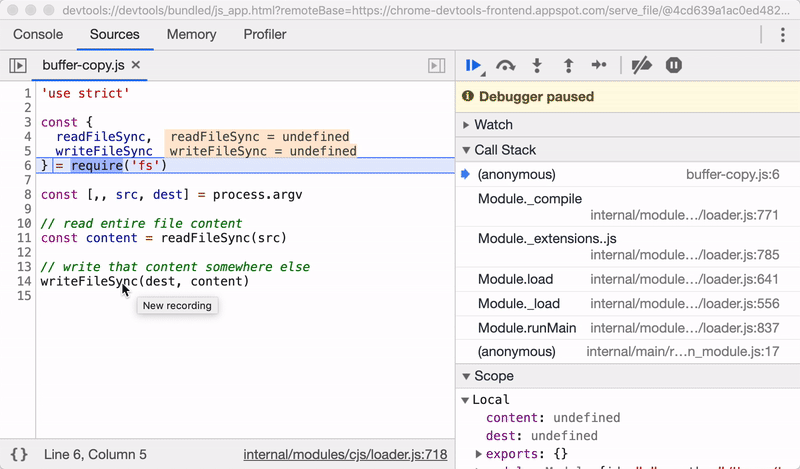 devtools://devtools/bundled/js_app.html?remoteBase=https://chrome-devtools-frontend.appspot.com/serve_file/@4cd639a1ac0ed482...
Console Sources Memory Profiler
buffer-copy.js ×
1 'use strict'
2
3 const {
4 readFileSync, readFileSync = undefined
5 writeFileSync writeFileSync = undefined
6 } = require('fs')
7
8 const [,, src, dest] = process.argv
9
10 // read entire file content
11 const content = readFileSync(src)
12
13 // write that content somewhere else
14 writeFileSync(dest, content)
15
New recording
{} Line 6, Column 5 internal/modules/cjs/loader.js:718
Debugger paused
Watch
Call Stack
(anonymous) buffer-copy.js:6
Module._compile
internal/module…/loader.js:771
Module._extensions..js
internal/module…/loader.js:785
Module.load internal/module…/loader.js:641
Module._load internal/module…/loader.js:556
Module.runMain internal/module…/loader.js:837
(anonymous) internal/main/r…n_module.js:17
Scope
Local
content: undefined
dest: undefined
exports: {}